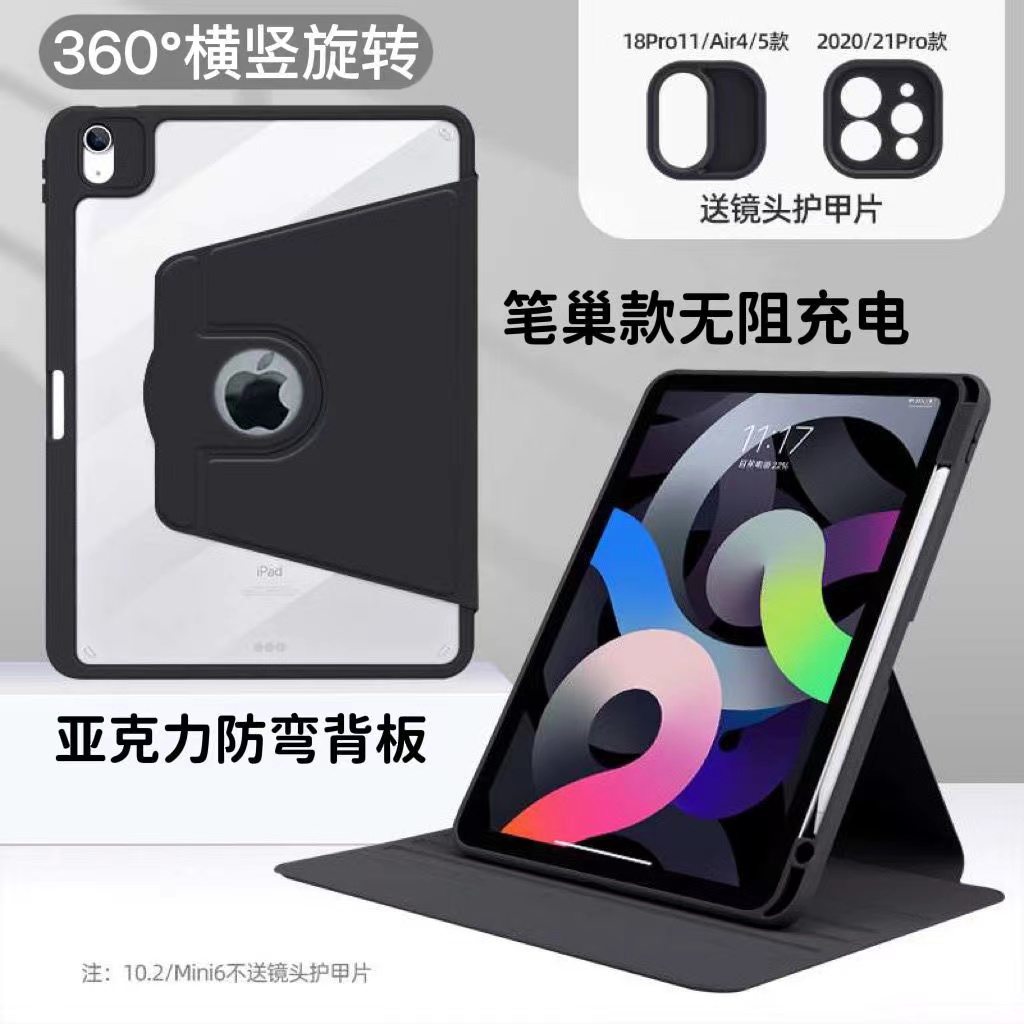 360°横竖旋转
18Pro11/Air4/5款
2020/21Pro款
送镜头护甲片
笔巢款无阻充电
11:17
iPad
亚克力防弯背板
注：10.2/Mini6不送镜头护甲片